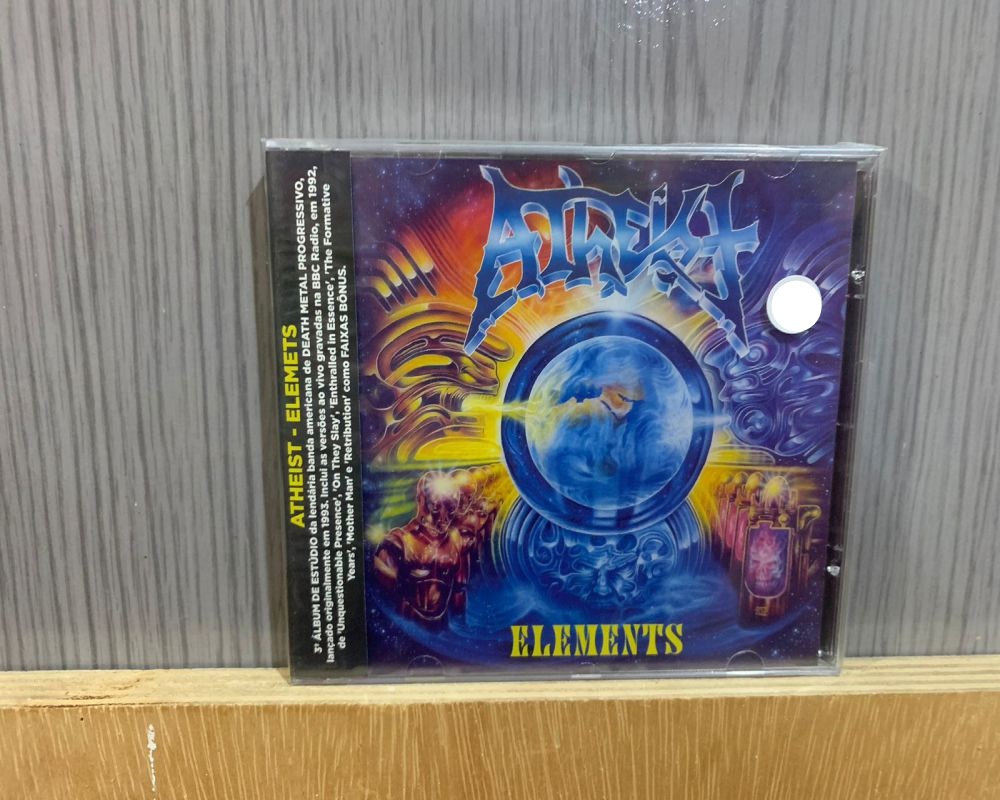 ATHEIST - ELEMETS
3º ÁLBUM DE ESTÚDIO da lendária banda americana de DEATH METAL PROGRESSIVO,
lançado originalmente em 1993. Inclui as versões ao vivo gravadas na BBC Radio, em 1992,
de 'Unquestionable Presence', 'On They Slay', 'Enthralled in Essence', 'The Formative
Years', 'Mother Man' e 'Retribution' como FAIXAS BÔNUS.
ATHEIST
ELEMENTS